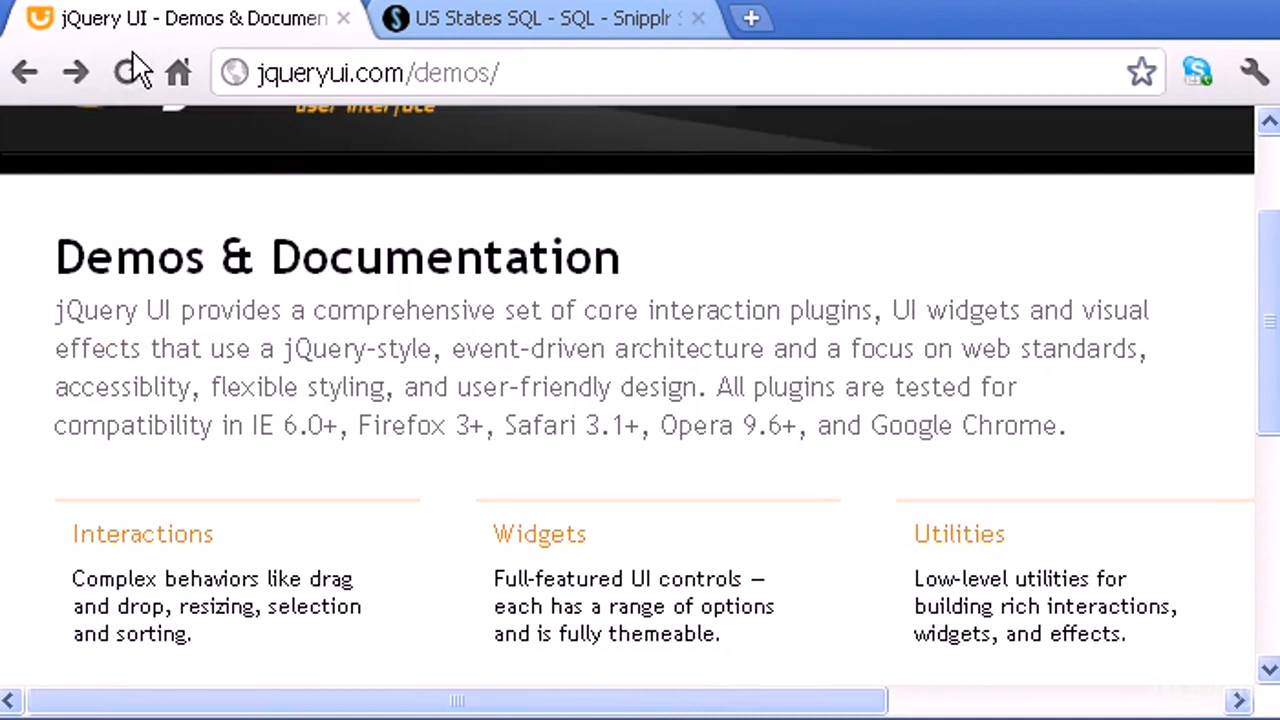 jQuery UI - Demos & Documen
US States SQL - SQL - Snipplr S
jqueryui.com/demos/
user interface
Demos & Documentation
jQuery UI provides a comprehensive set of core interaction plugins, UI widgets and visual
effects that use a jQuery-style, event-driven architecture and a focus on web standards,
accessiblity, flexible styling, and user-friendly design. All plugins are tested for
compatibility in IE 6.0+, Firefox 3+, Safari 3.1+, Opera 9.6+, and Google Chrome.
Interactions
Complex behaviors like drag
and drop, resizing, selection
and sorting.
Widgets
Full-featured UI controls —
each has a range of options
and is fully themeable.
Utilities
Low-level utilities for
building rich interactions,
widgets, and effects.